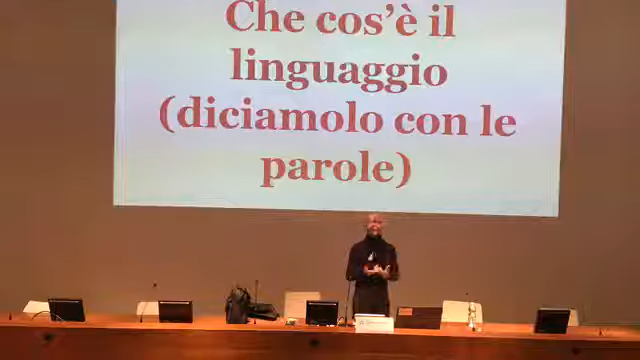 Che cos’è il
linguaggio
(diciamolo con le
parole)